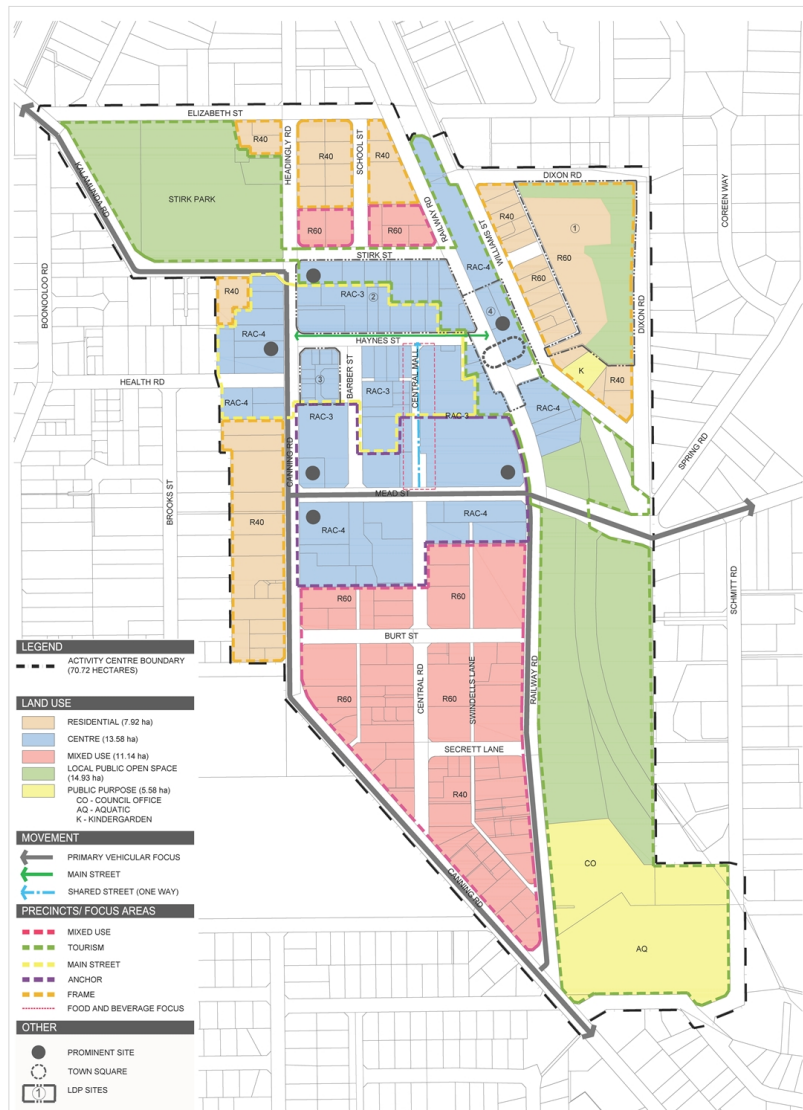 ELIZABETH ST
R40
HEADINGLY RD
R40
SCHOOL ST
R40
STIRK PARK
KALAMUNDA RD
R60
R60
RAILWAY RD
WILLIAMS ST
DIXON RD
COREEN WAY
R40
1
R60
R60
STIRK ST
RAC-4
BOONOOLOO RD
R40
RAC-3
2
4
DIXON RD
RAC-4
HAYNES ST
HEALTH RD
3
BARBER ST
RAC-3
CENTRAL MALL
K
R40
RAC-4
RAC-3
RAC-3
RAC-4
CANNING RD
SPRING RD
BROOKS ST
MEAD ST
R40
RAC-4
RAC-4
SCHMITT RD
R60
R60
BURT ST
RAILWAY RD
CENTRAL RD
SWINDELLS LANE
R60
R60
SECRETT LANE
R40
CANNING RD
CO
AQ
LEGEND
ACTIVITY CENTRE BOUNDARY
(70.72 HECTARES)
LAND USE
RESIDENTIAL (7.92 ha)
CENTRE (13.58 ha)
MIXED USE (11.14 ha)
LOCAL PUBLIC OPEN SPACE
(14.93 ha)
PUBLIC PURPOSE (5.58 ha)
CO - COUNCIL OFFICE
AQ - AQUATIC
K - KINDERGARDEN
MOVEMENT
PRIMARY VEHICULAR FOCUS
MAIN STREET
SHARED STREET (ONE WAY)
PRECINCTS/ FOCUS AREAS
MIXED USE
TOURISM
MAIN STREET
ANCHOR
FRAME
FOOD AND BEVERAGE FOCUS
OTHER
PROMINENT SITE
TOWN SQUARE
1
LDP SITES